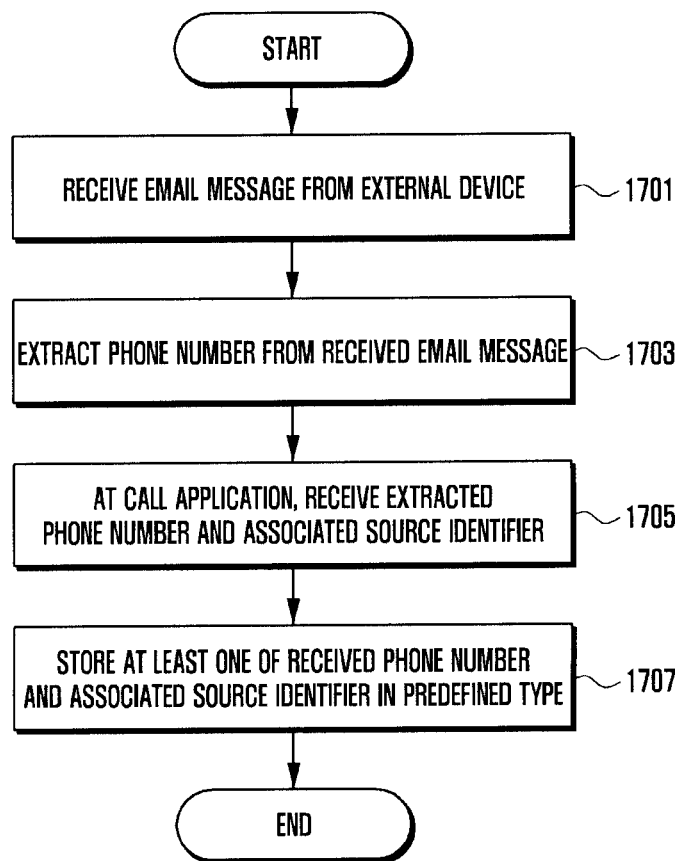 START
RECEIVE EMAIL MESSAGE FROM EXTERNAL DEVICE
1701
EXTRACT PHONE NUMBER FROM RECEIVED EMAIL MESSAGE
1703
AT CALL APPLICATION, RECEIVE EXTRACTED
PHONE NUMBER AND ASSOCIATED SOURCE IDENTIFIER
1705
STORE AT LEAST ONE OF RECEIVED PHONE NUMBER
AND ASSOCIATED SOURCE IDENTIFIER IN PREDEFINED TYPE
1707
END